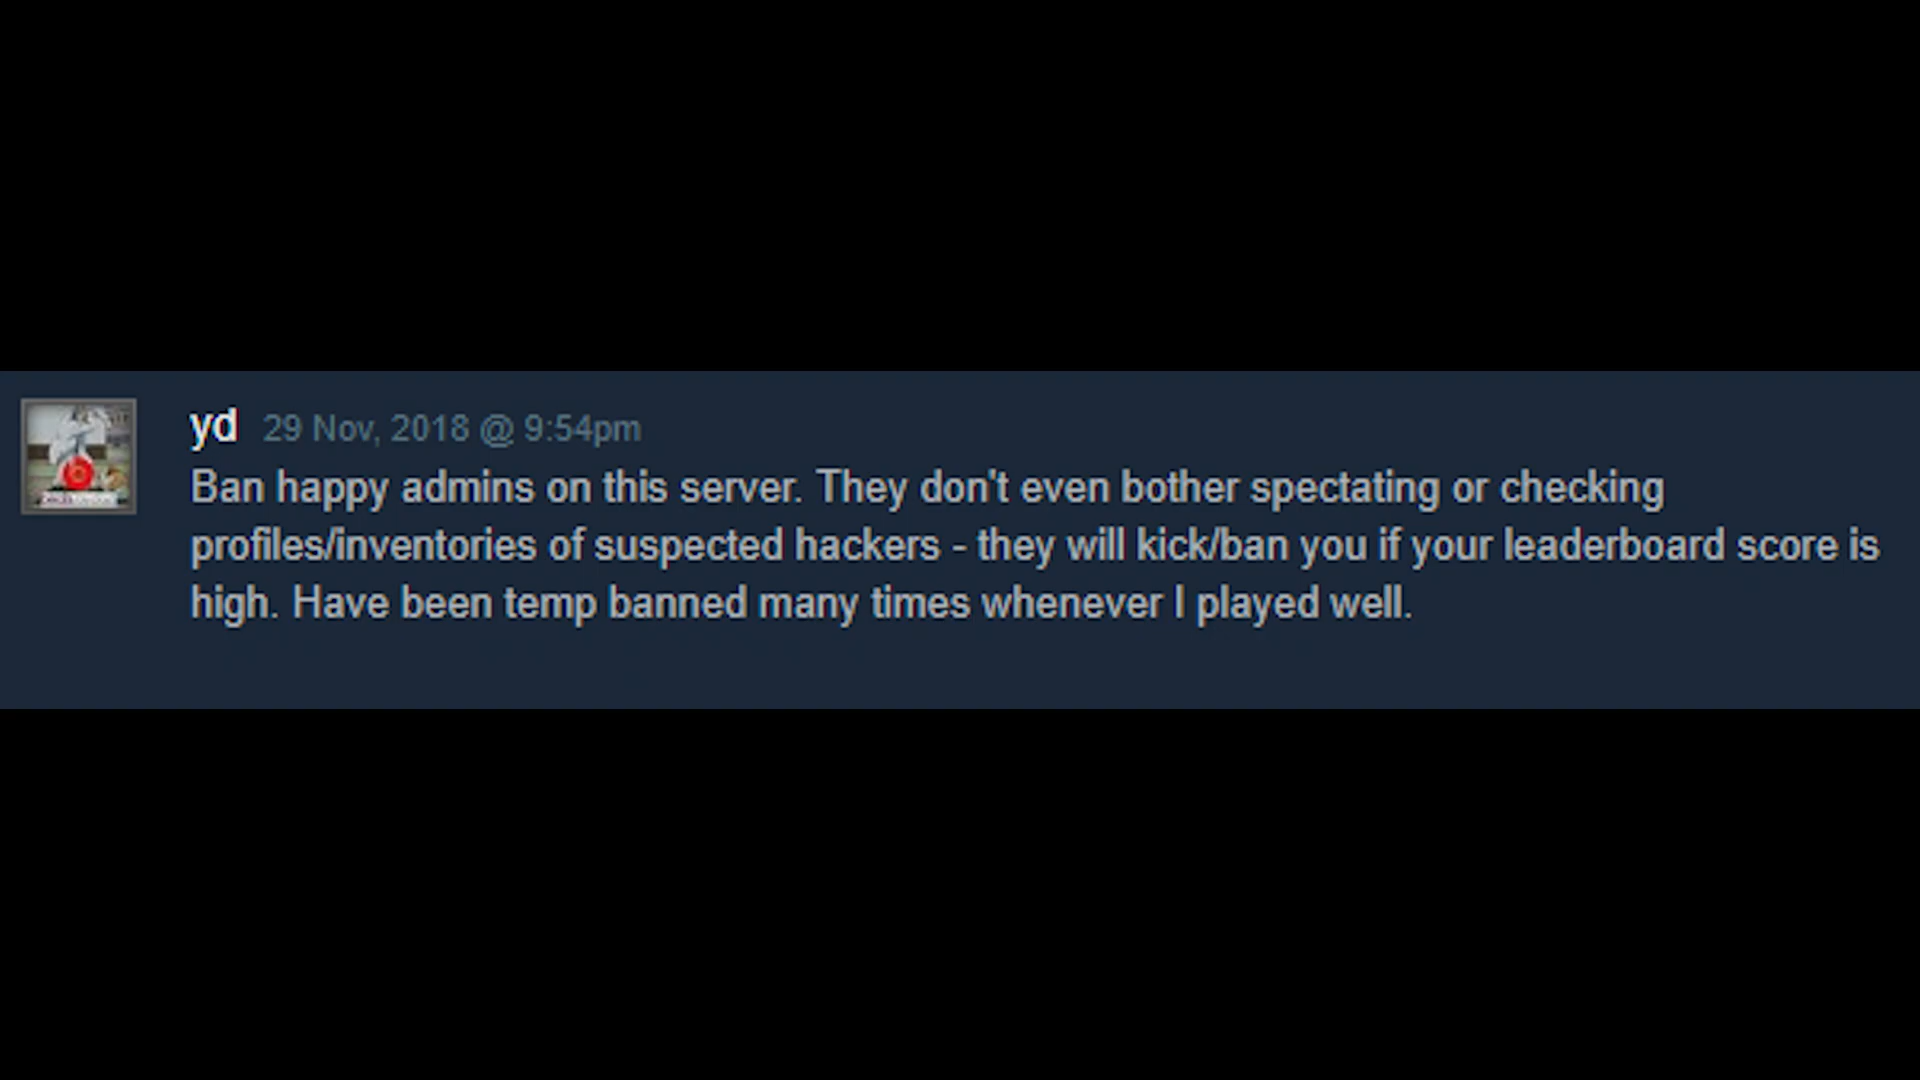 yd 29 Nov, 2018 @ 9:54pm
Ban happy admins on this server. They don't even bother spectating or checking
profiles/inventories of suspected hackers - they will kick/ban you if your leaderboard score is
high. Have been temp banned many times whenever I played well.